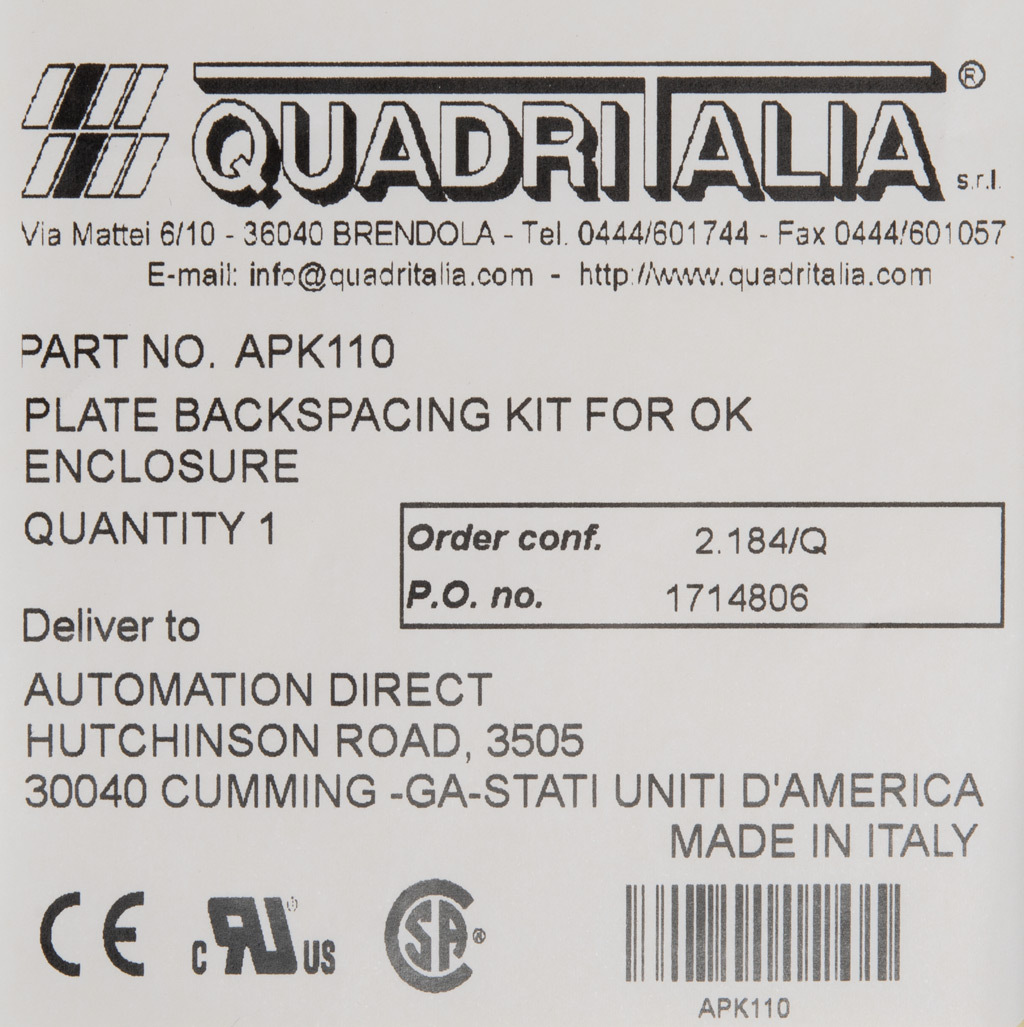 QUADRITALIA ® s.r.l.
Via Mattei 6/10 - 36040 BRENDOLA - Tel. 0444/601744 - Fax 0444/601057
E-mail: info@quadritalia.com - http://www.quadritalia.com
PART NO. APK110
PLATE BACKSPACING KIT FOR OK
ENCLOSURE
QUANTITY 1
Order conf. 2.184/Q
P.O. no. 1714806
Deliver to
AUTOMATION DIRECT
HUTCHINSON ROAD, 3505
30040 CUMMING -GA-STATI UNITI D'AMERICA
MADE IN ITALY
CE c RU ® US CSA ®
APK110